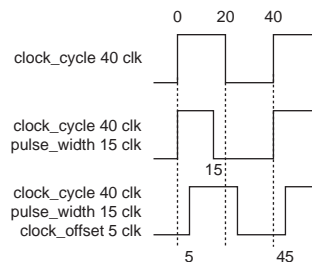 0 20 40
clock_cycle 40 clk
clock_cycle 40 clk
pulse_width 15 clk
15
clock_cycle 40 clk
pulse_width 15 clk
clock_offset 5 clk
5 45